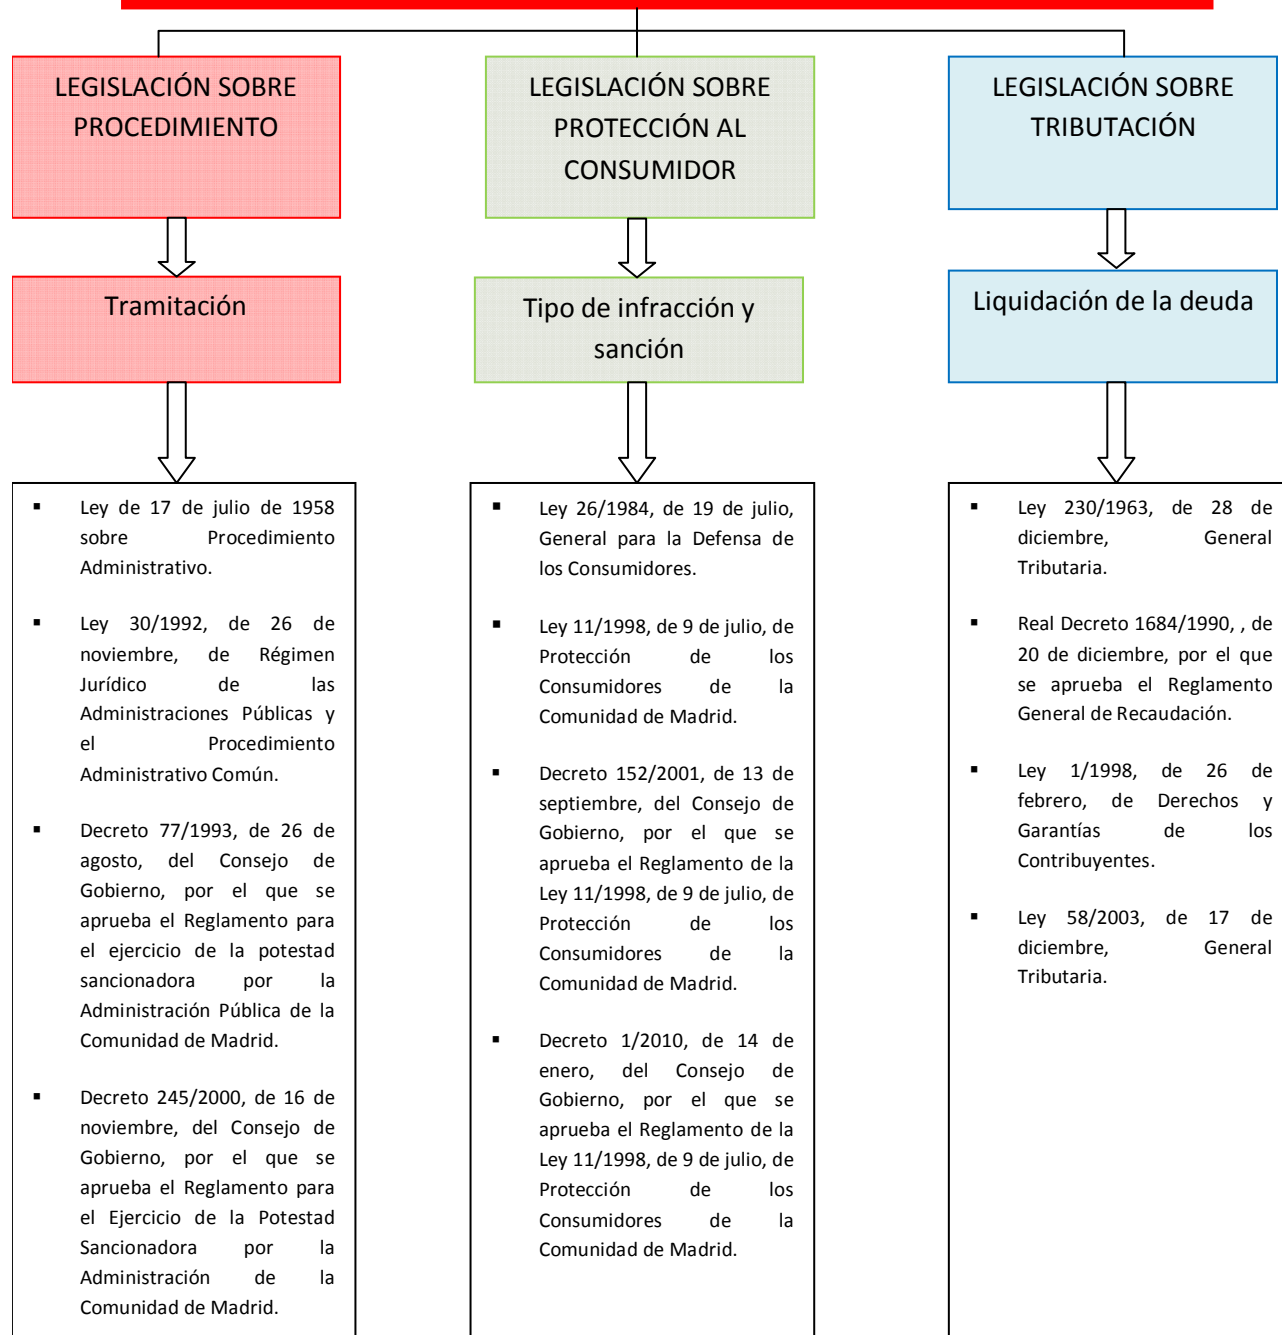 LEGISLACIÓN SOBRE
PROCEDIMIENTO
Tramitación
▪ Ley de 17 de julio de 1958
sobre Procedimiento
Administrativo.
▪ Ley 30/1992, de 26 de
noviembre, de Régimen
Jurídico de las
Administraciones Públicas y
el Procedimiento
Administrativo Común.
▪ Decreto 77/1993, de 26 de
agosto, del Consejo de
Gobierno, por el que se
aprueba el Reglamento para
el ejercicio de la potestad
sancionadora por la
Administración Pública de la
Comunidad de Madrid.
▪ Decreto 245/2000, de 16 de
noviembre, del Consejo de
Gobierno, por el que se
aprueba el Reglamento para
el Ejercicio de la Potestad
Sancionadora por la
Administración de la
Comunidad de Madrid.
LEGISLACIÓN SOBRE
PROTECCIÓN AL
CONSUMIDOR
Tipo de infracción y
sanción
▪ Ley 26/1984, de 19 de julio,
General para la Defensa de
los Consumidores.
▪ Ley 11/1998, de 9 de julio, de
Protección de los
Consumidores de la
Comunidad de Madrid.
▪ Decreto 152/2001, de 13 de
septiembre, del Consejo de
Gobierno, por el que se
aprueba el Reglamento de la
Ley 11/1998, de 9 de julio, de
Protección de los
Consumidores de la
Comunidad de Madrid.
▪ Decreto 1/2010, de 14 de
enero, del Consejo de
Gobierno, por el que se
aprueba el Reglamento de la
Ley 11/1998, de 9 de julio, de
Protección de los
Consumidores de la
Comunidad de Madrid.
LEGISLACIÓN SOBRE
TRIBUTACIÓN
Liquidación de la deuda
▪ Ley 230/1963, de 28 de
diciembre, General
Tributaria.
▪ Real Decreto 1684/1990, , de
20 de diciembre, por el que
se aprueba el Reglamento
General de Recaudación.
▪ Ley 1/1998, de 26 de
febrero, de Derechos y
Garantías de los
Contribuyentes.
▪ Ley 58/2003, de 17 de
diciembre, General
Tributaria.